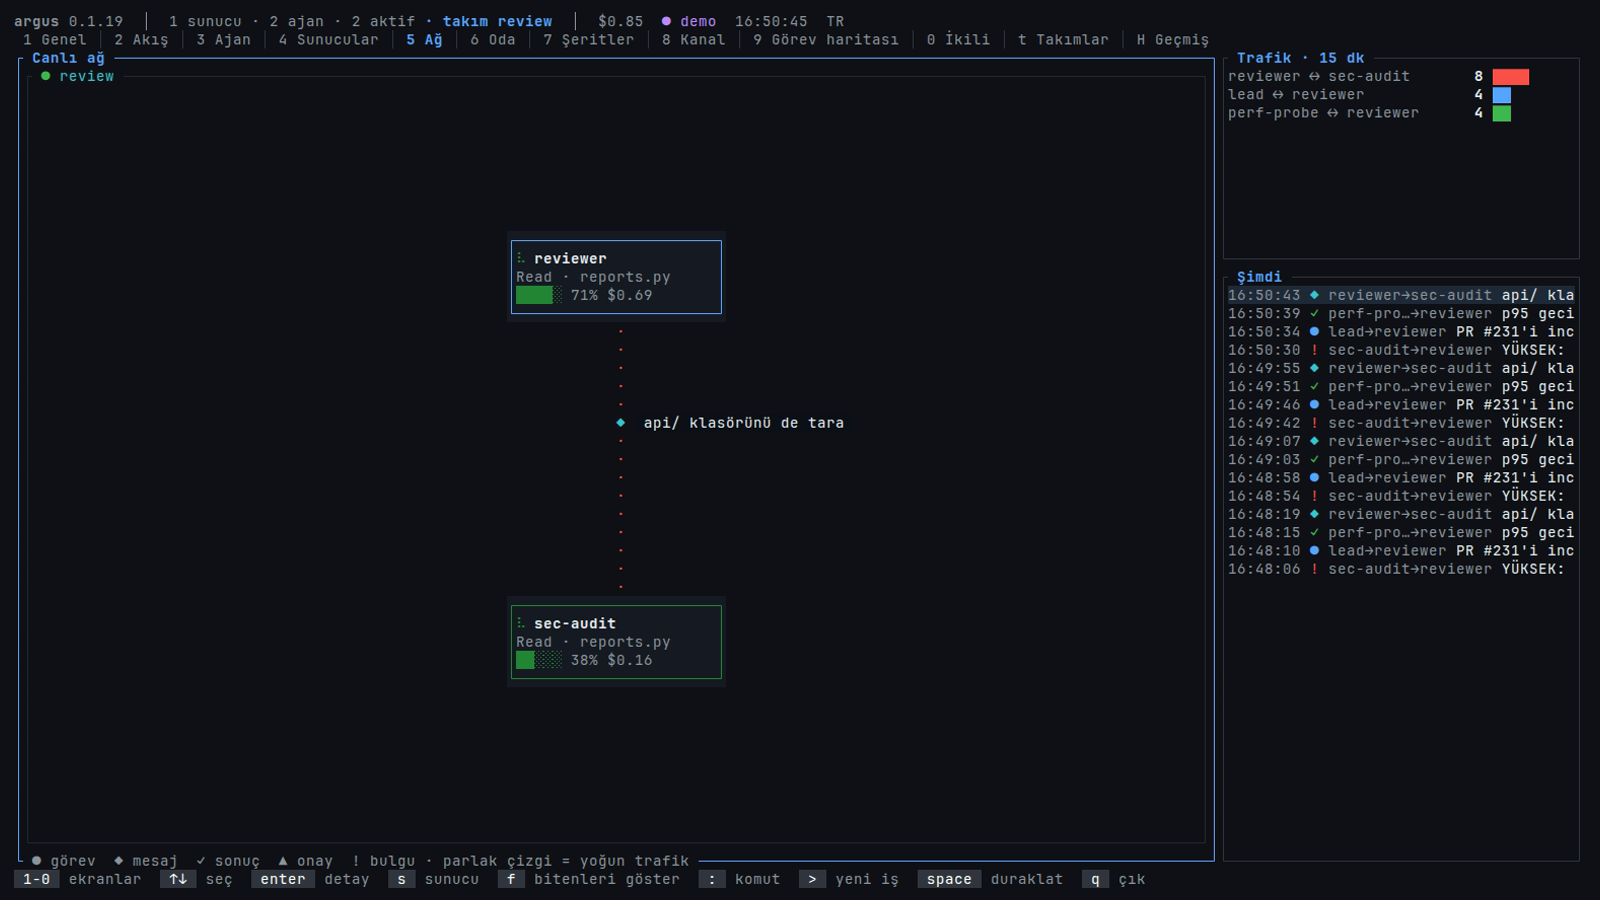 argus 0.1.19 │ 1 sunucu · 2 ajan · 2 aktif · takım review │ $0.85 ● demo 16:50:45 TR
1 Genel │ 2 Akış │ 3 Ajan │ 4 Sunucular │ 5 Ağ │ 6 Oda │ 7 Şeritler │ 8 Kanal │ 9 Görev haritası │ 0 İkili │ t Takımlar │ H Geçmiş
Canlı ağ
● review
reviewer
Read · reports.py
71% $0.69
◆ api/ klasörünü de tara
sec-audit
Read · reports.py
38% $0.16
● görev ◆ mesaj ✓ sonuç ▲ onay ! bulgu · parlak çizgi = yoğun trafik
Trafik · 15 dk
reviewer ↔ sec-audit 8
lead ↔ reviewer 4
perf-probe ↔ reviewer 4
Şimdi
16:50:43 ◆ reviewer→sec-audit api/ kla
16:50:39 ✓ perf-pro…→reviewer p95 geci
16:50:34 ● lead→reviewer PR #231'i inc
16:50:30 ! sec-audit→reviewer YÜKSEK:
16:49:55 ◆ reviewer→sec-audit api/ kla
16:49:51 ✓ perf-pro…→reviewer p95 geci
16:49:46 ● lead→reviewer PR #231'i inc
16:49:42 ! sec-audit→reviewer YÜKSEK:
16:49:07 ◆ reviewer→sec-audit api/ kla
16:49:03 ✓ perf-pro…→reviewer p95 geci
16:48:58 ● lead→reviewer PR #231'i inc
16:48:54 ! sec-audit→reviewer YÜKSEK:
16:48:19 ◆ reviewer→sec-audit api/ kla
16:48:15 ✓ perf-pro…→reviewer p95 geci
16:48:10 ● lead→reviewer PR #231'i inc
16:48:06 ! sec-audit→reviewer YÜKSEK:
1-0 ekranlar ↑↓ seç enter detay s sunucu f bitenleri göster : komut > yeni iş space duraklat q çık